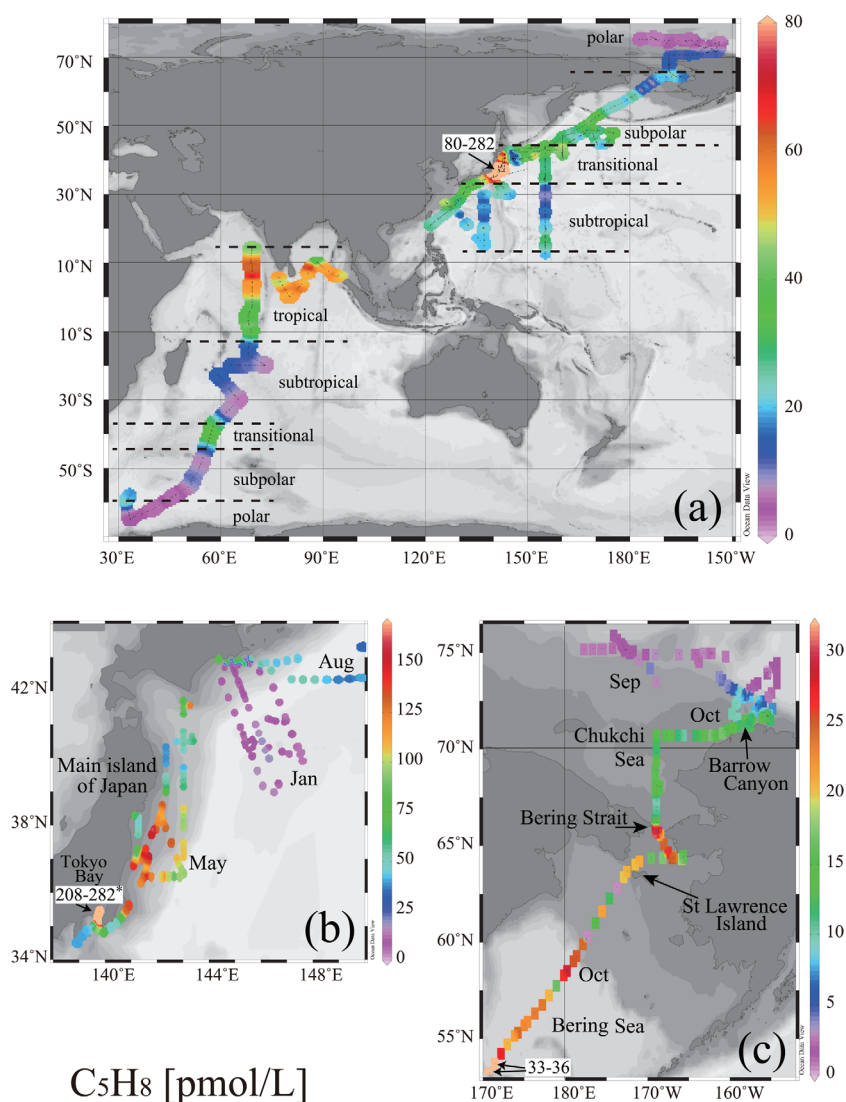 80
polar
70°N
60
80-282
50°N
subpolar
transitional
30°N
subtropical
40
10°N
tropical
10°S
subtropical
20
30°S
transitional
50°S
subpolar
polar
(a)
Ocean Data View
0
30°E
60°E
90°E
120°E
150°E
180°E
150°W
42°N
Aug
150
125
Jan
Main island
of Japan
100
38°N
75
May
Tokyo
Bay
50
208-282*
25
34°N
(b)
Ocean Data View
0
140°E
144°E
148°E
75°N
30
Sep
Oct
25
Chukchi
Sea
70°N
Barrow
Canyon
20
Bering Strait
65°N
15
St Lawrence
Island
60°N
10
Oct
Bering Sea
5
55°N
33-36
(c)
Ocean Data View
0
170°E
180°E
170°W
160°W
C5H8 [pmol/L]